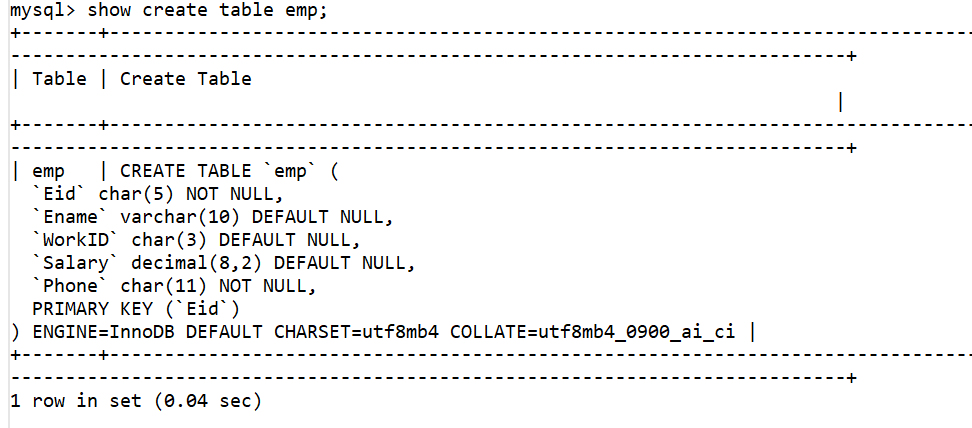 mysql> show create table emp;
+-------+-------------------------------------------------------------------------------
----------------------------------------------------------------------------+
| Table | Create Table
                                                                           |
+-------+-------------------------------------------------------------------------------
----------------------------------------------------------------------------+
| emp   | CREATE TABLE `emp` (
  `Eid` char(5) NOT NULL,
  `Ename` varchar(10) DEFAULT NULL,
  `WorkID` char(3) DEFAULT NULL,
  `Salary` decimal(8,2) DEFAULT NULL,
  `Phone` char(11) NOT NULL,
  PRIMARY KEY (`Eid`)
) ENGINE=InnoDB DEFAULT CHARSET=utf8mb4 COLLATE=utf8mb4_0900_ai_ci |
+-------+-------------------------------------------------------------------------------
----------------------------------------------------------------------------+
1 row in set (0.04 sec)